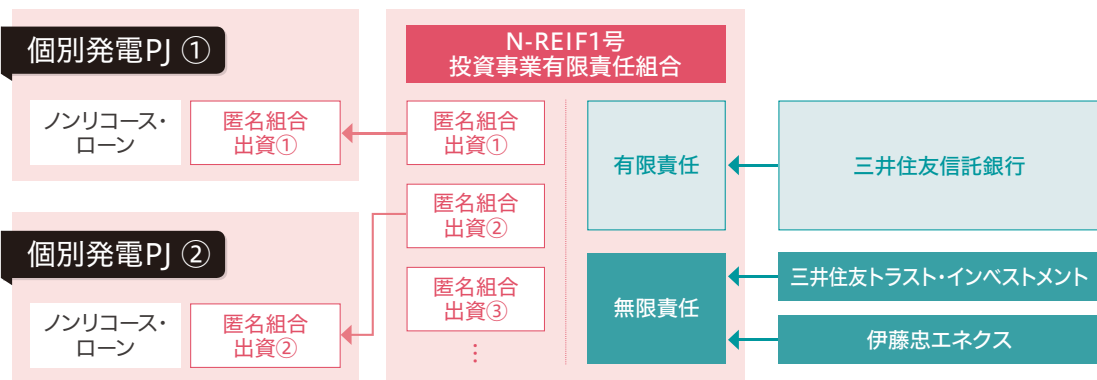 個別発電PJ ①
ノンリコース・
ローン
匿名組合
出資①
個別発電PJ ②
ノンリコース・
ローン
匿名組合
出資②
N-REIF1号
投資事業有限責任組合
匿名組合
出資①
匿名組合
出資②
匿名組合
出資③
⋮
有限責任
無限責任
三井住友信託銀行
三井住友トラスト・インベストメント
伊藤忠エネクス